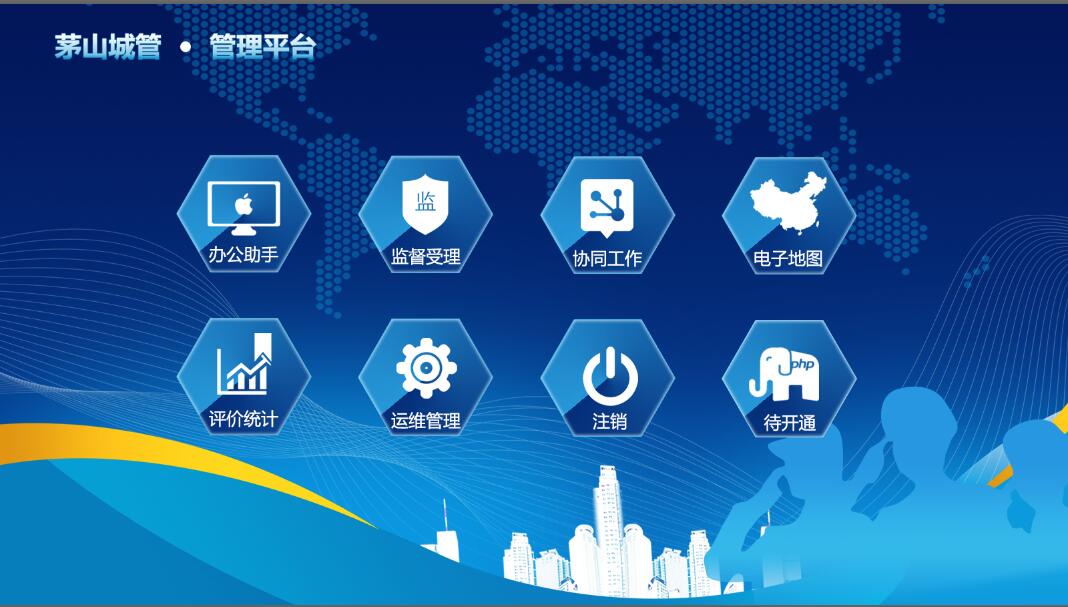 茅山城管 • 管理平台
监
办公助手
监督受理
协同工作
电子地图
php
评价统计
运维管理
注销
待开通